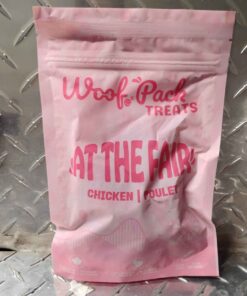 Woof Pack
TREATS
AT THE FAIR
CHICKEN | POULET